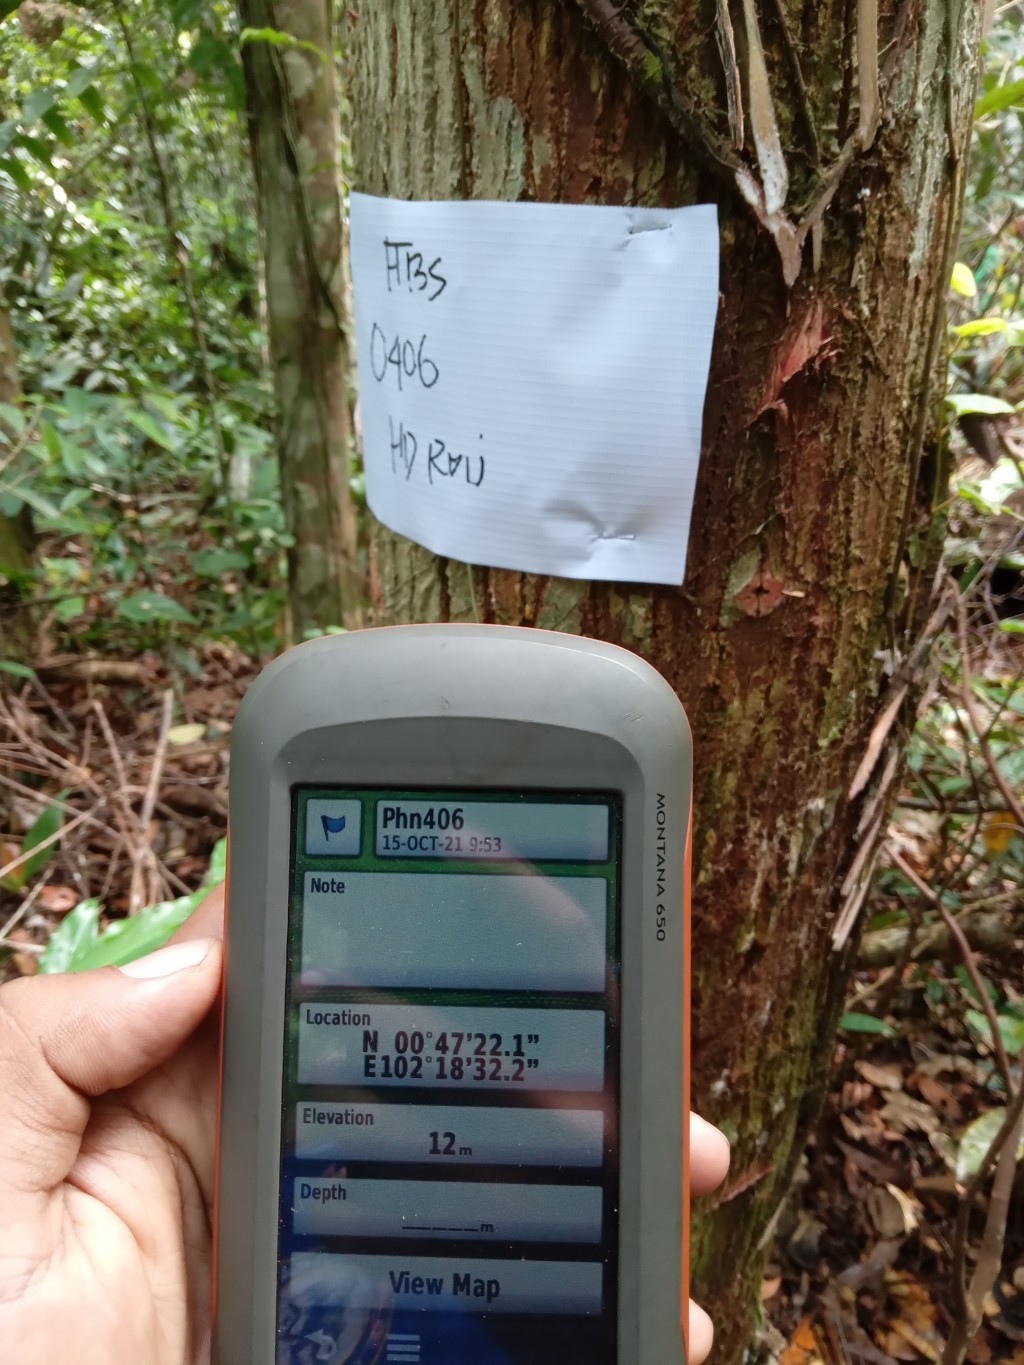 HTBS
0406
HD RAU
MONTANA 650
Phn406
15-OCT-21 9:53
Note
Location
N 00°47'22.1"
E102°18'32.2"
Elevation
12m
Depth
_____m
View Map